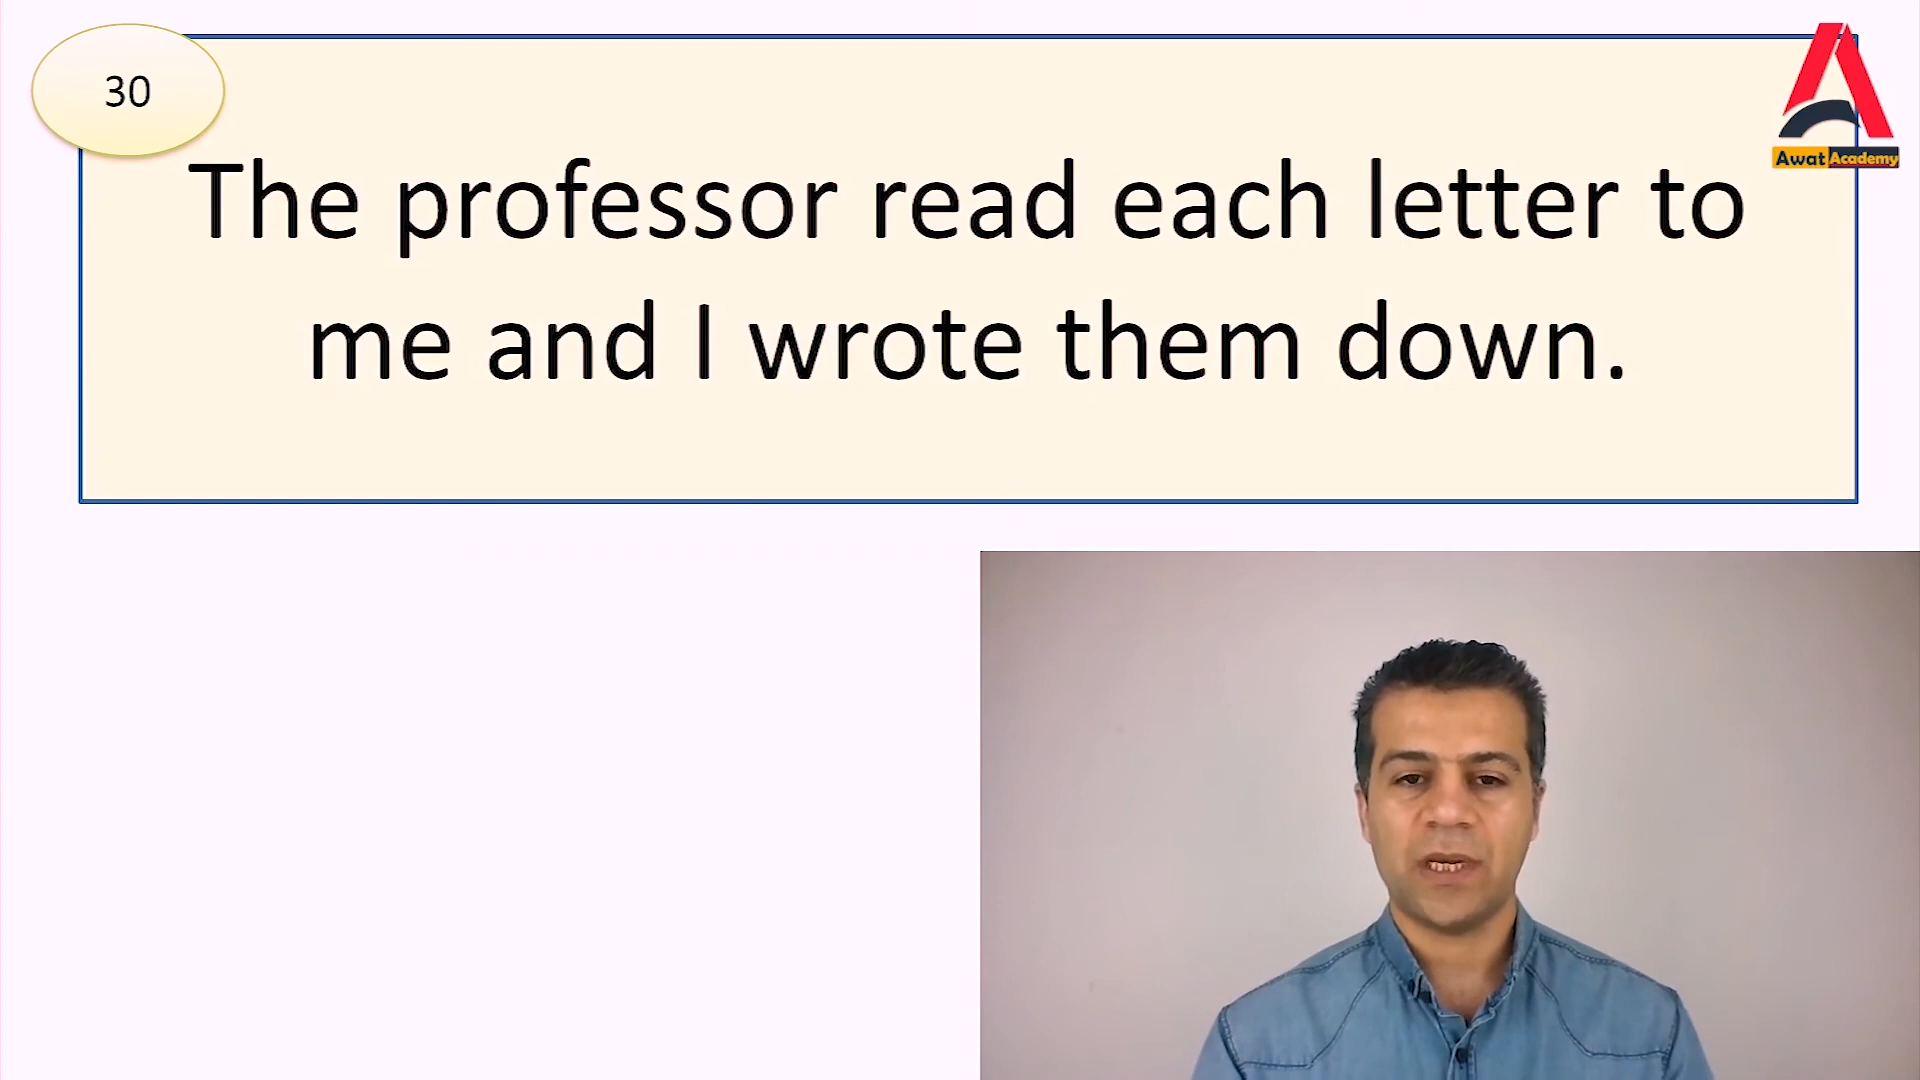 30
The professor read each letter to
me and I wrote them down.
Awat Academy